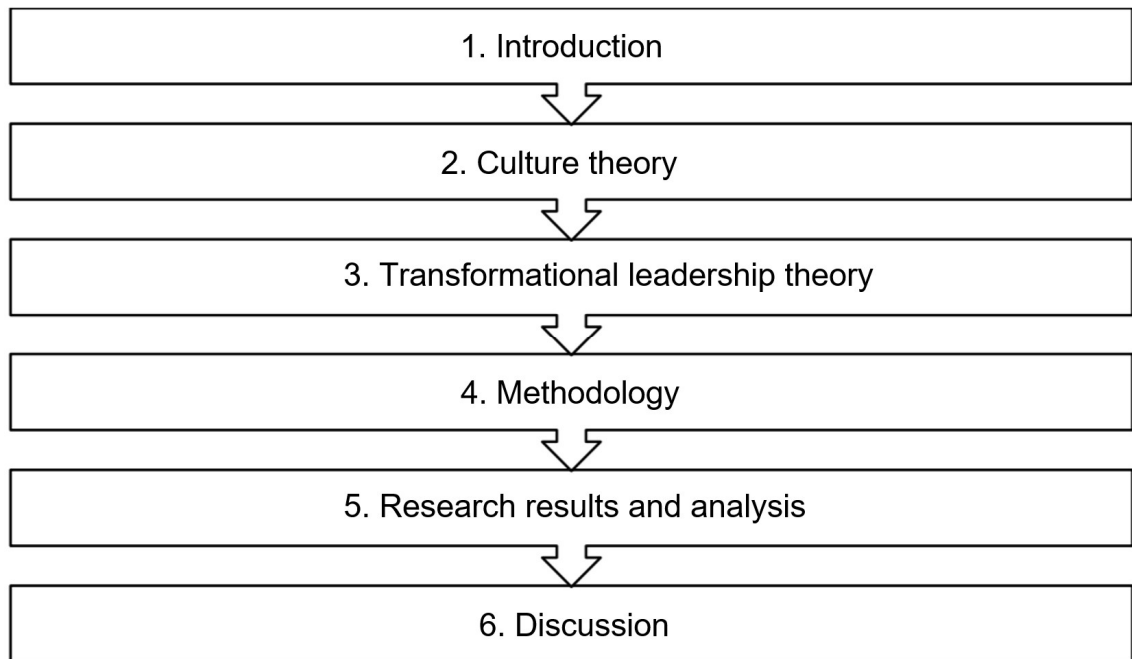 1. Introduction
2. Culture theory
3. Transformational leadership theory
4. Methodology
5. Research results and analysis
6. Discussion